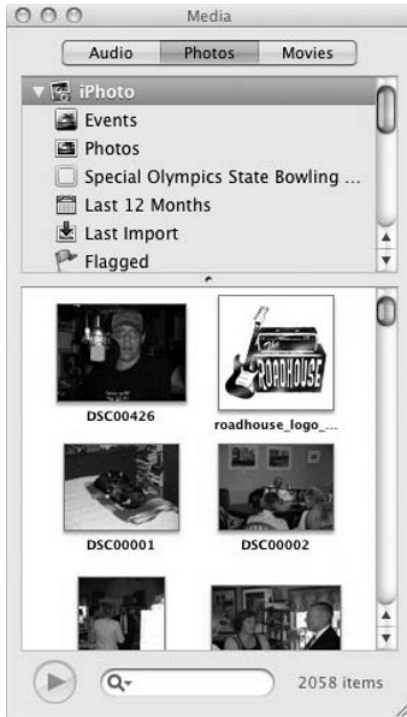 Media
Audio Photos Movies
iPhoto
Events
Photos
Special Olympics State Bowling ...
Last 12 Months
Last Import
Flagged
DSC00426
ROADHOUSE
roadhouse_logo_...
DSC00001
DSC00002
2058 items